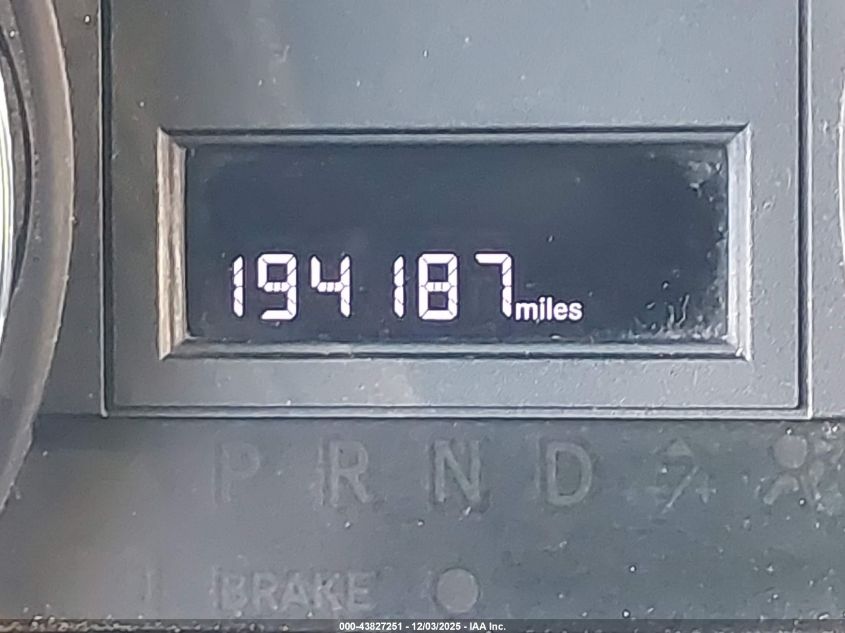 194187miles
P R N D
BRAKE
000-43827251 - 12/03/2025 - IAA Inc.